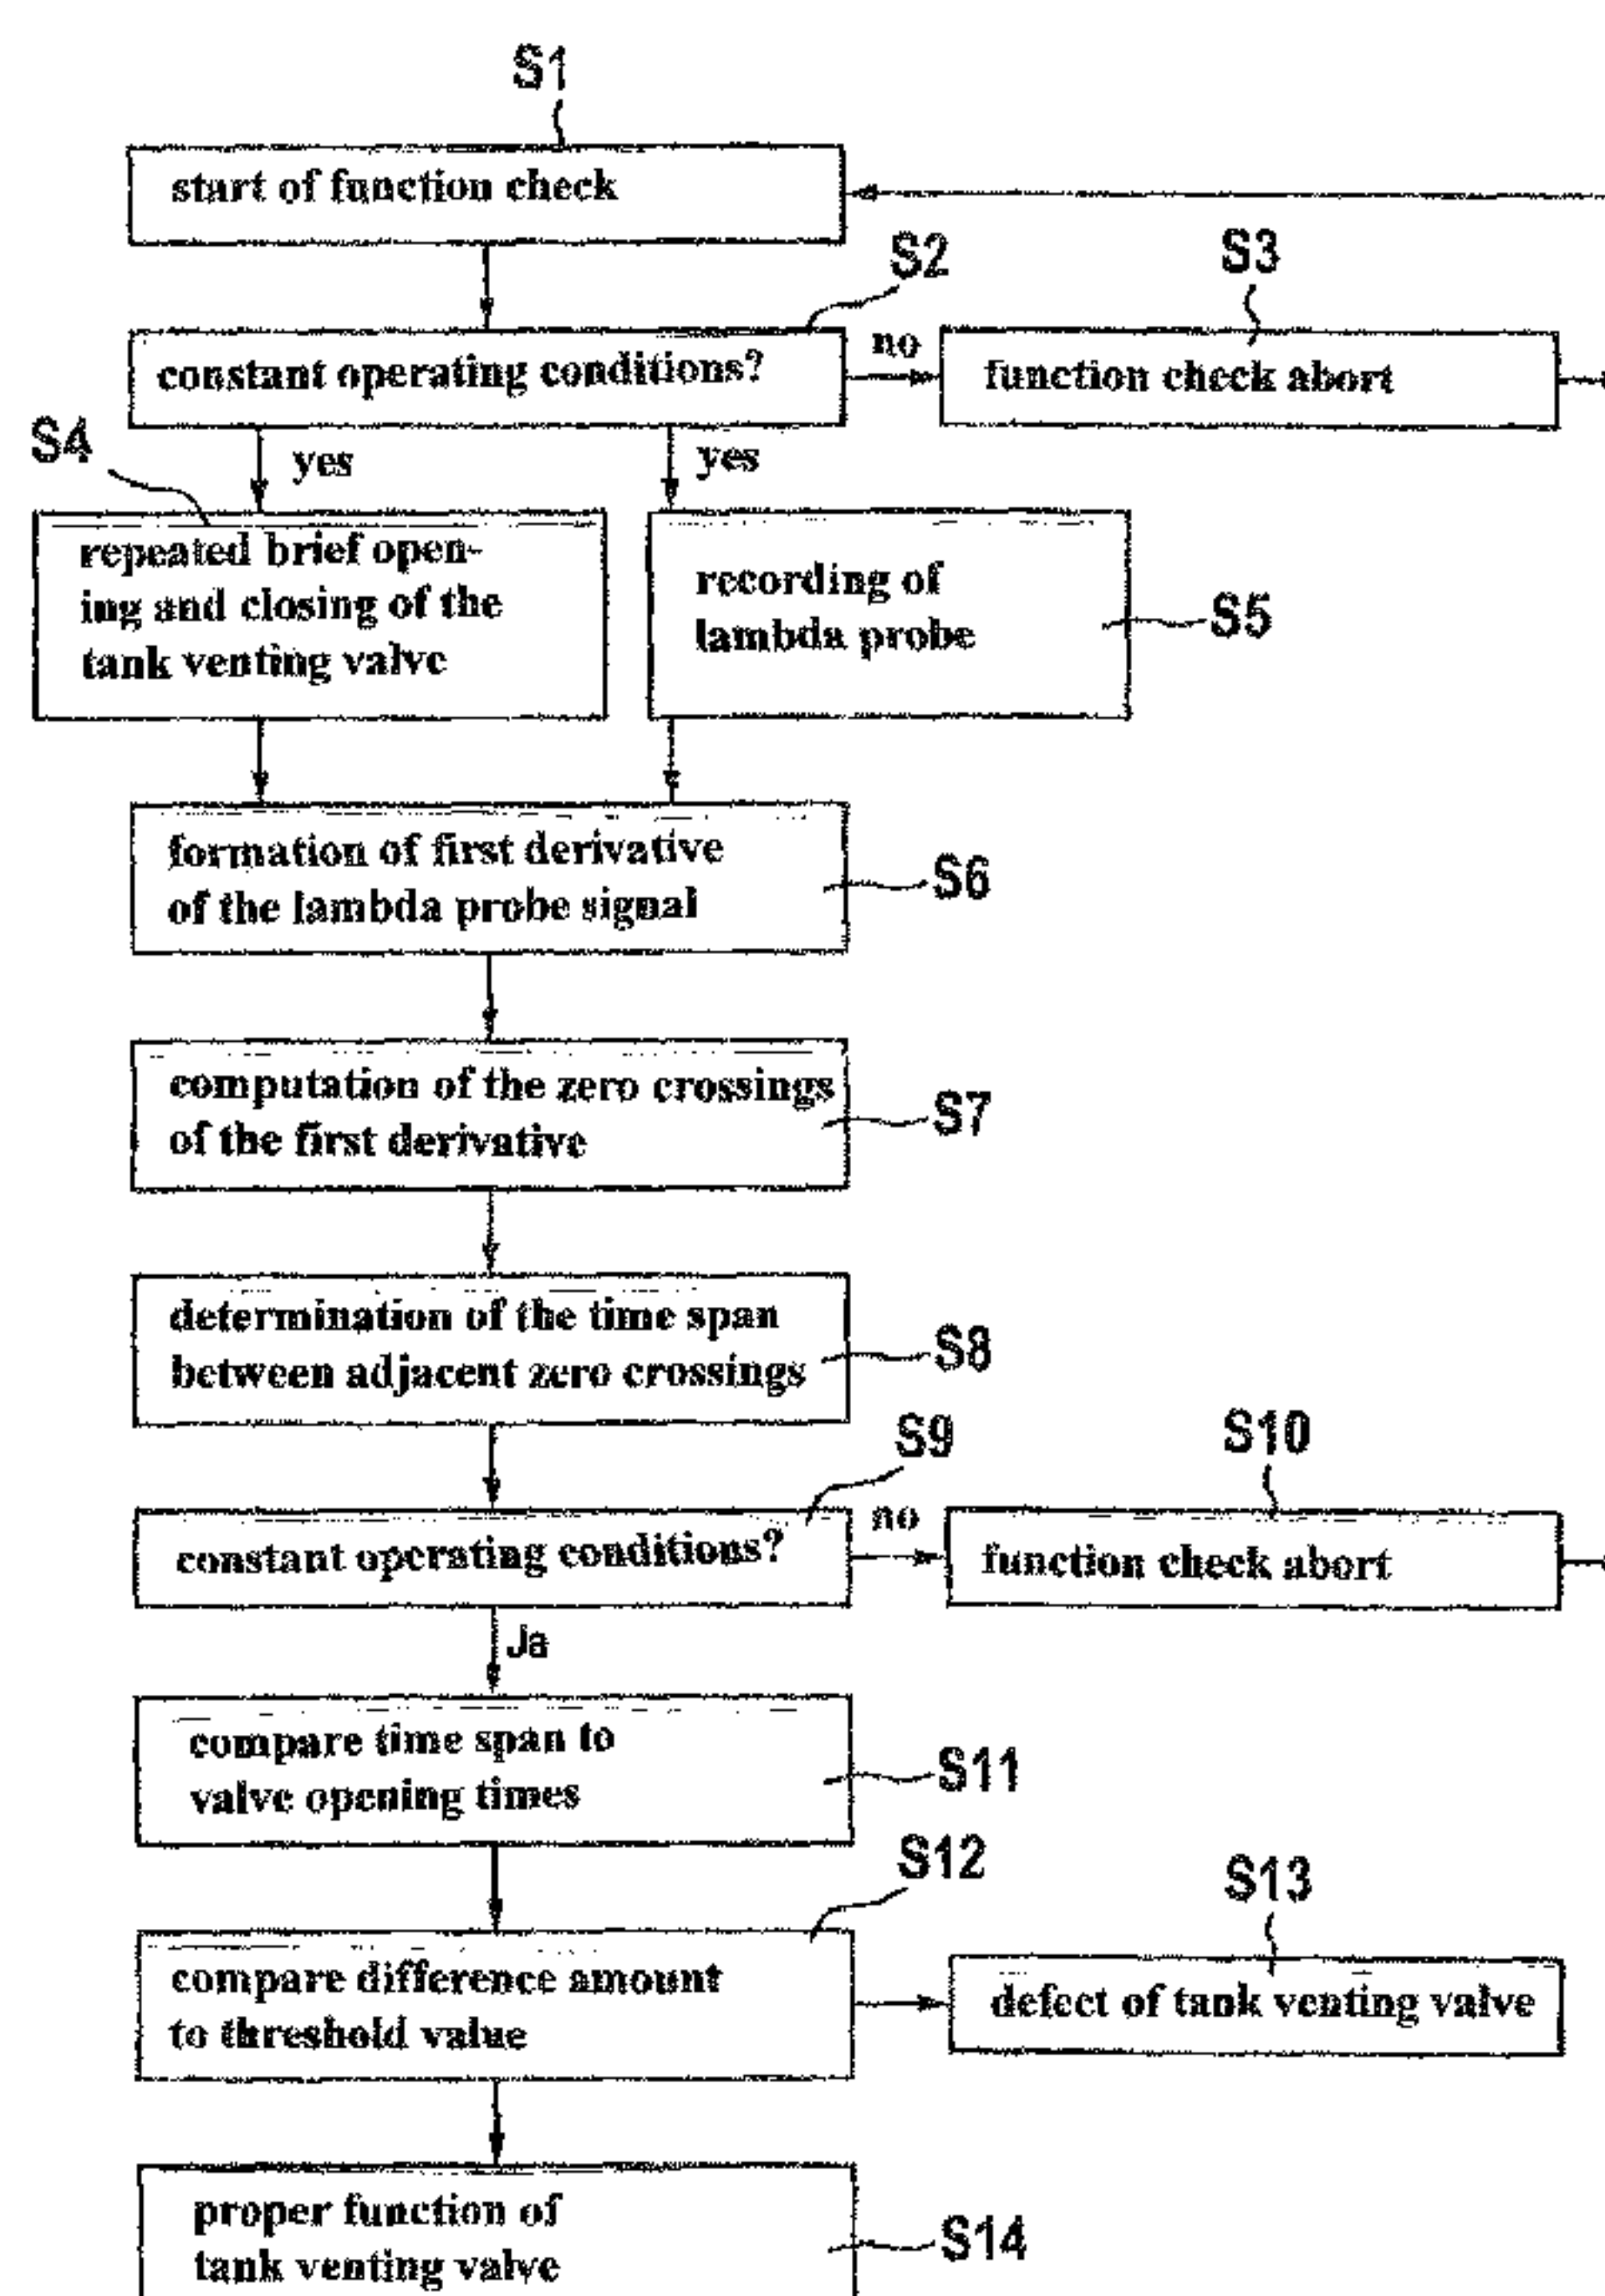 S1
start of function check
S2
constant operating conditions?
no
S3
function check abort
yes
yes
S4
repeated brief open-
ing and closing of the
tank venting valve
recording of
lambda probe
S5
formation of first derivative
of the lambda probe signal
S6
computation of the zero crossings
of the first derivative
S7
determination of the time span
between adjacent zero crossings
S8
S9
constant operating conditions?
no
S10
function check abort
Ja
compare time span to
valve opening times
S11
S12
compare difference amount
to threshold value
S13
defect of tank venting valve
proper function of
tank venting valve
S14